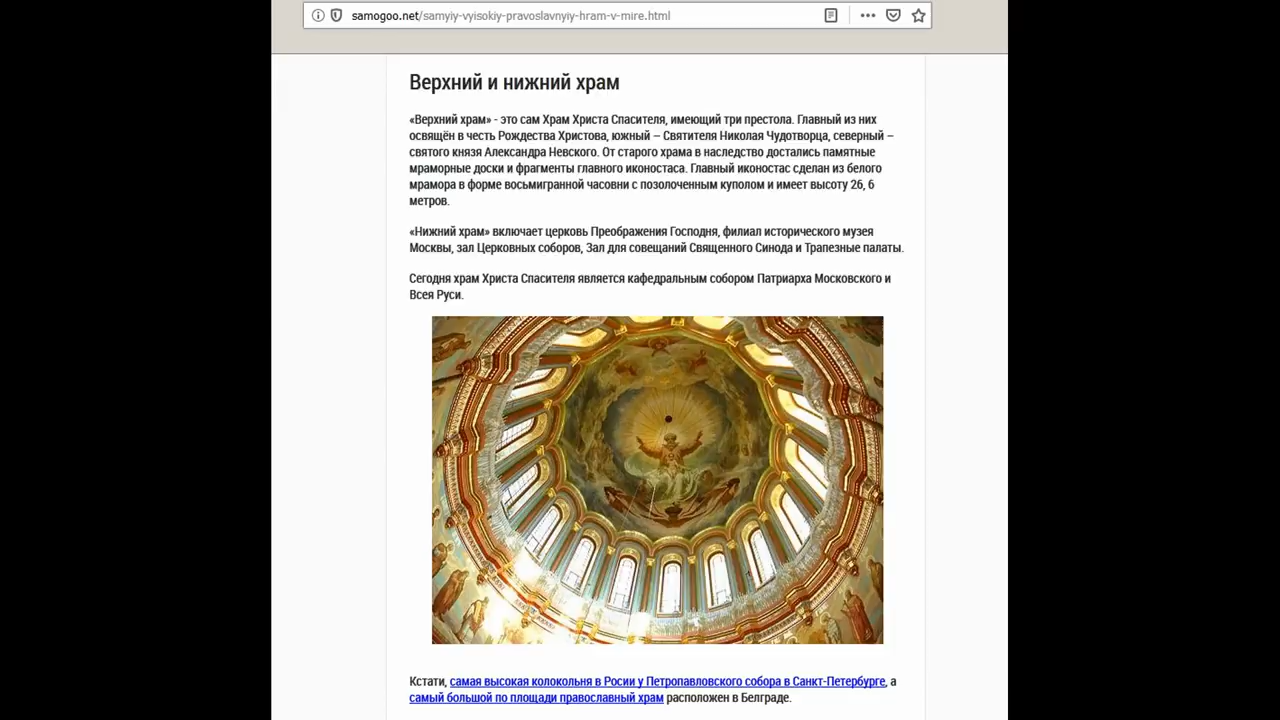 samogoo.net/samyiy-vyisokiy-pravoslavnyiy-hram-v-mire.html
Верхний и нижний храм
«Верхний храм» - это сам Храм Христа Спасителя, имеющий три престола. Главный из них
освящён в честь Рождества Христова, южный – Святителя Николая Чудотворца, северный –
святого князя Александра Невского. От старого храма в наследство достались памятные
мраморные доски и фрагменты главного иконостаса. Главный иконостас сделан из белого
мрамора в форме восьмигранной часовни с позолоченным куполом и имеет высоту 26, 6
метров.
«Нижний храм» включает церковь Преображения Господня, филиал исторического музея
Москвы, зал Церковных соборов, Зал для совещаний Священного Синода и Трапезные палаты.
Сегодня храм Христа Спасителя является кафедральным собором Патриарха Московского и
Всея Руси.
Кстати, самая высокая колокольня в Росии у Петропавловского собора в Санкт-Петербурге, а
самый большой по площади православный храм расположен в Белграде.